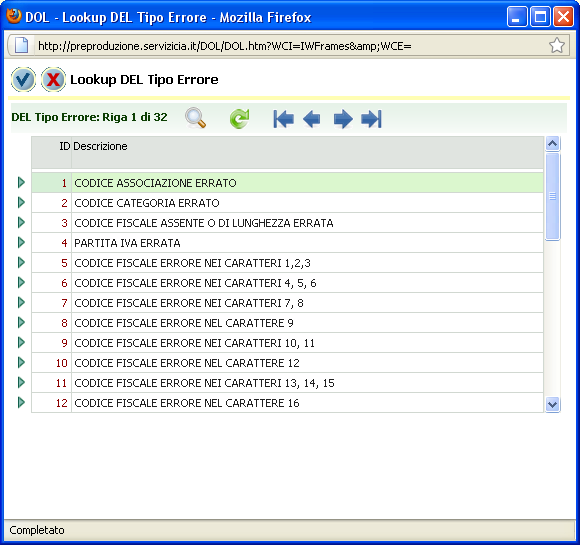 DOL - Lookup DEL Tipo Errore - Mozilla Firefox
http://preproduzione.servizicia.it/DOL/DOL.htm?WCI=IWFrames&amp;WCE=
Lookup DEL Tipo Errore
DEL Tipo Errore: Riga 1 di 32
ID Descrizione
1 CODICE ASSOCIAZIONE ERRATO
2 CODICE CATEGORIA ERRATO
3 CODICE FISCALE ASSENTE O DI LUNGHEZZA ERRATA
4 PARTITA IVA ERRATA
5 CODICE FISCALE ERRORE NEI CARATTERI 1,2,3
6 CODICE FISCALE ERRORE NEI CARATTERI 4, 5, 6
7 CODICE FISCALE ERRORE NEI CARATTERI 7, 8
8 CODICE FISCALE ERRORE NEL CARATTERE 9
9 CODICE FISCALE ERRORE NEI CARATTERI 10, 11
10 CODICE FISCALE ERRORE NEL CARATTERE 12
11 CODICE FISCALE ERRORE NEI CARATTERI 13, 14, 15
12 CODICE FISCALE ERRORE NEL CARATTERE 16
Completato